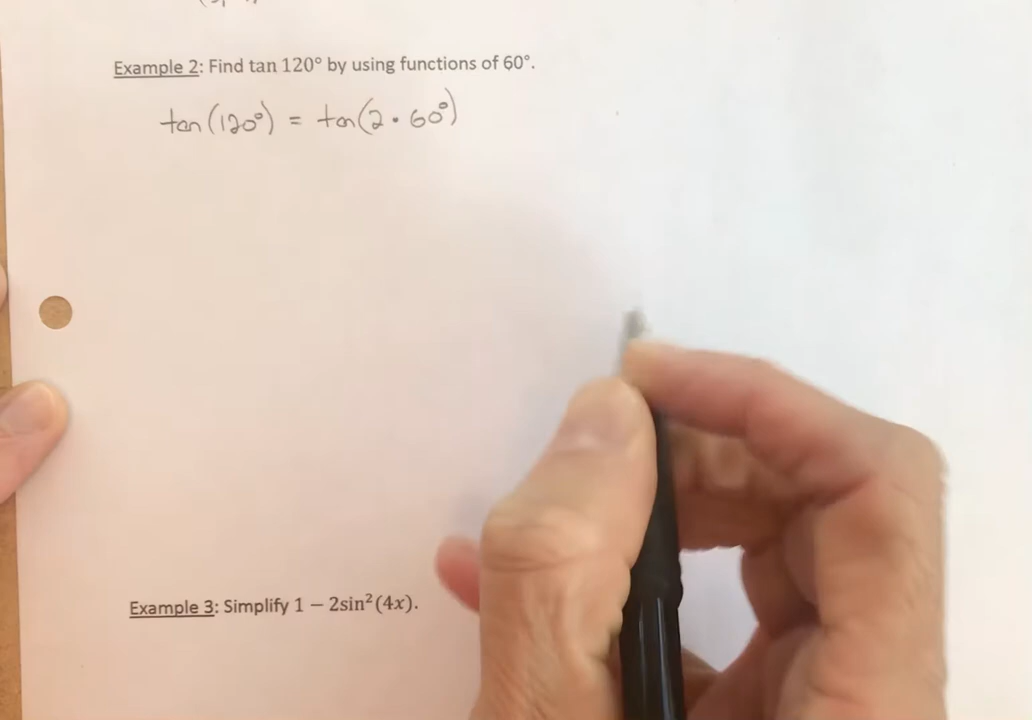 Example 2: Find tan 120° by using functions of 60°.
tan(120°) = tan(2 · 60°)
Example 3: Simplify 1 − 2sin²(4x).